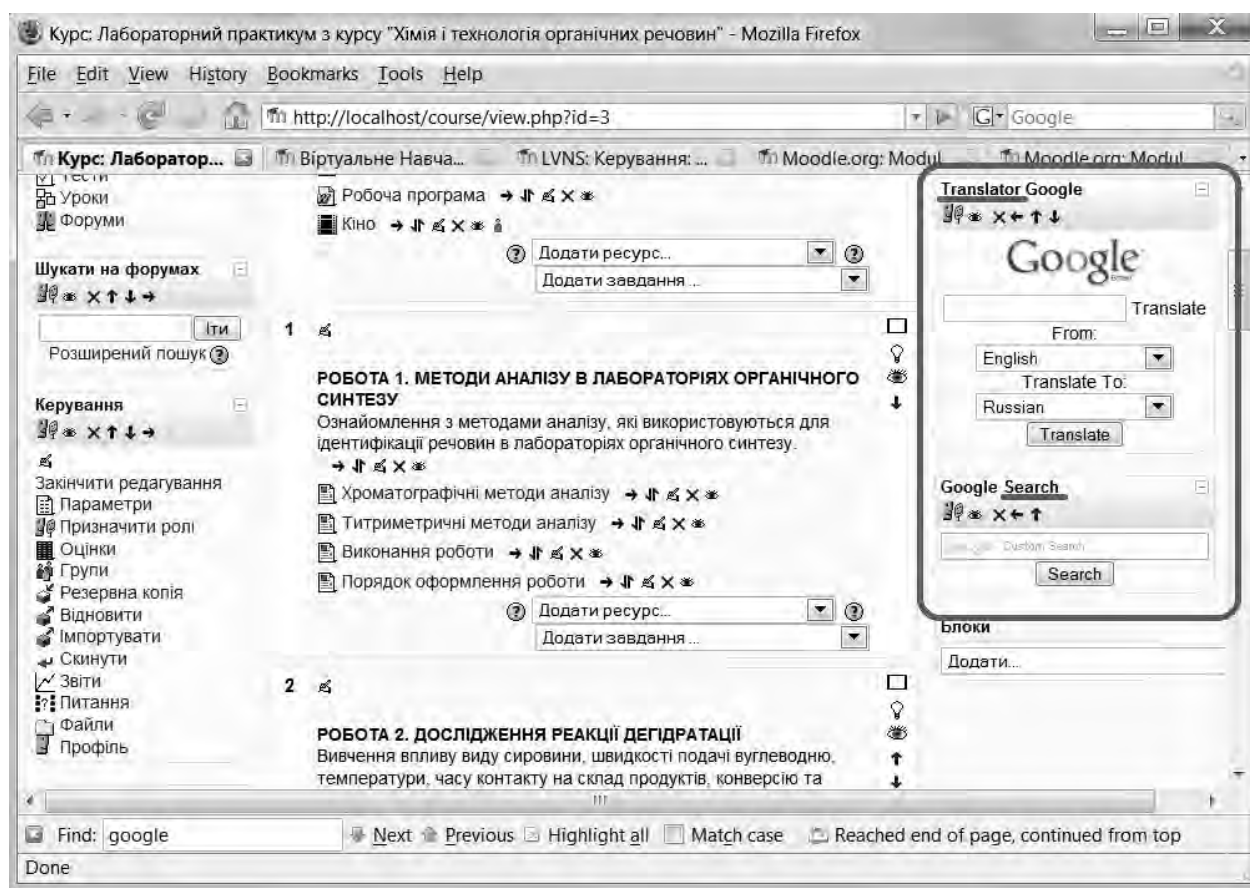 Курс: Лабораторний практикум з курсу "Хімія і технологія органічних речовин" - Mozilla Firefox
File Edit View History Bookmarks Tools Help
http://localhost/course/view.php?id=3
Google
Курс: Лаборатор...
Віртуальне Навча...
LVNS: Керування: ...
Moodle.org: Modul
Moodle.org: Modul
Тести
Уроки
Форуми
Шукати на форумах
Іти
Розширений пошук
Керування
Закінчити редагування
Параметри
Призначити ролі
Оцінки
Групи
Резервна копія
Відновити
Імпортувати
Скинути
Звіти
Питання
Файли
Профіль
Робоча програма
Кіно
Додати ресурс...
Додати завдання ...
1
РОБОТА 1. МЕТОДИ АНАЛІЗУ В ЛАБОРАТОРІЯХ ОРГАНІЧНОГО
СИНТЕЗУ
Ознайомлення з методами аналізу, які використовуються для
ідентифікації речовин в лабораторіях органічного синтезу.
Хроматографічні методи аналізу
Титриметричні методи аналізу
Виконання роботи
Порядок оформлення роботи
Додати ресурс...
Додати завдання ...
2
РОБОТА 2. ДОСЛІДЖЕННЯ РЕАКЦІЇ ДЕГІДРАТАЦІЇ
Вивчення впливу виду сировини, швидкості подачі вуглеводню,
температури, часу контакту на склад продуктів, конверсію та
Translator Google
Google
Translate
From:
English
Translate To:
Russian
Translate
Google Search
Custom Search
Search
Блоки
Додати...
Find: google
Next Previous Highlight all Match case Reached end of page, continued from top
Done